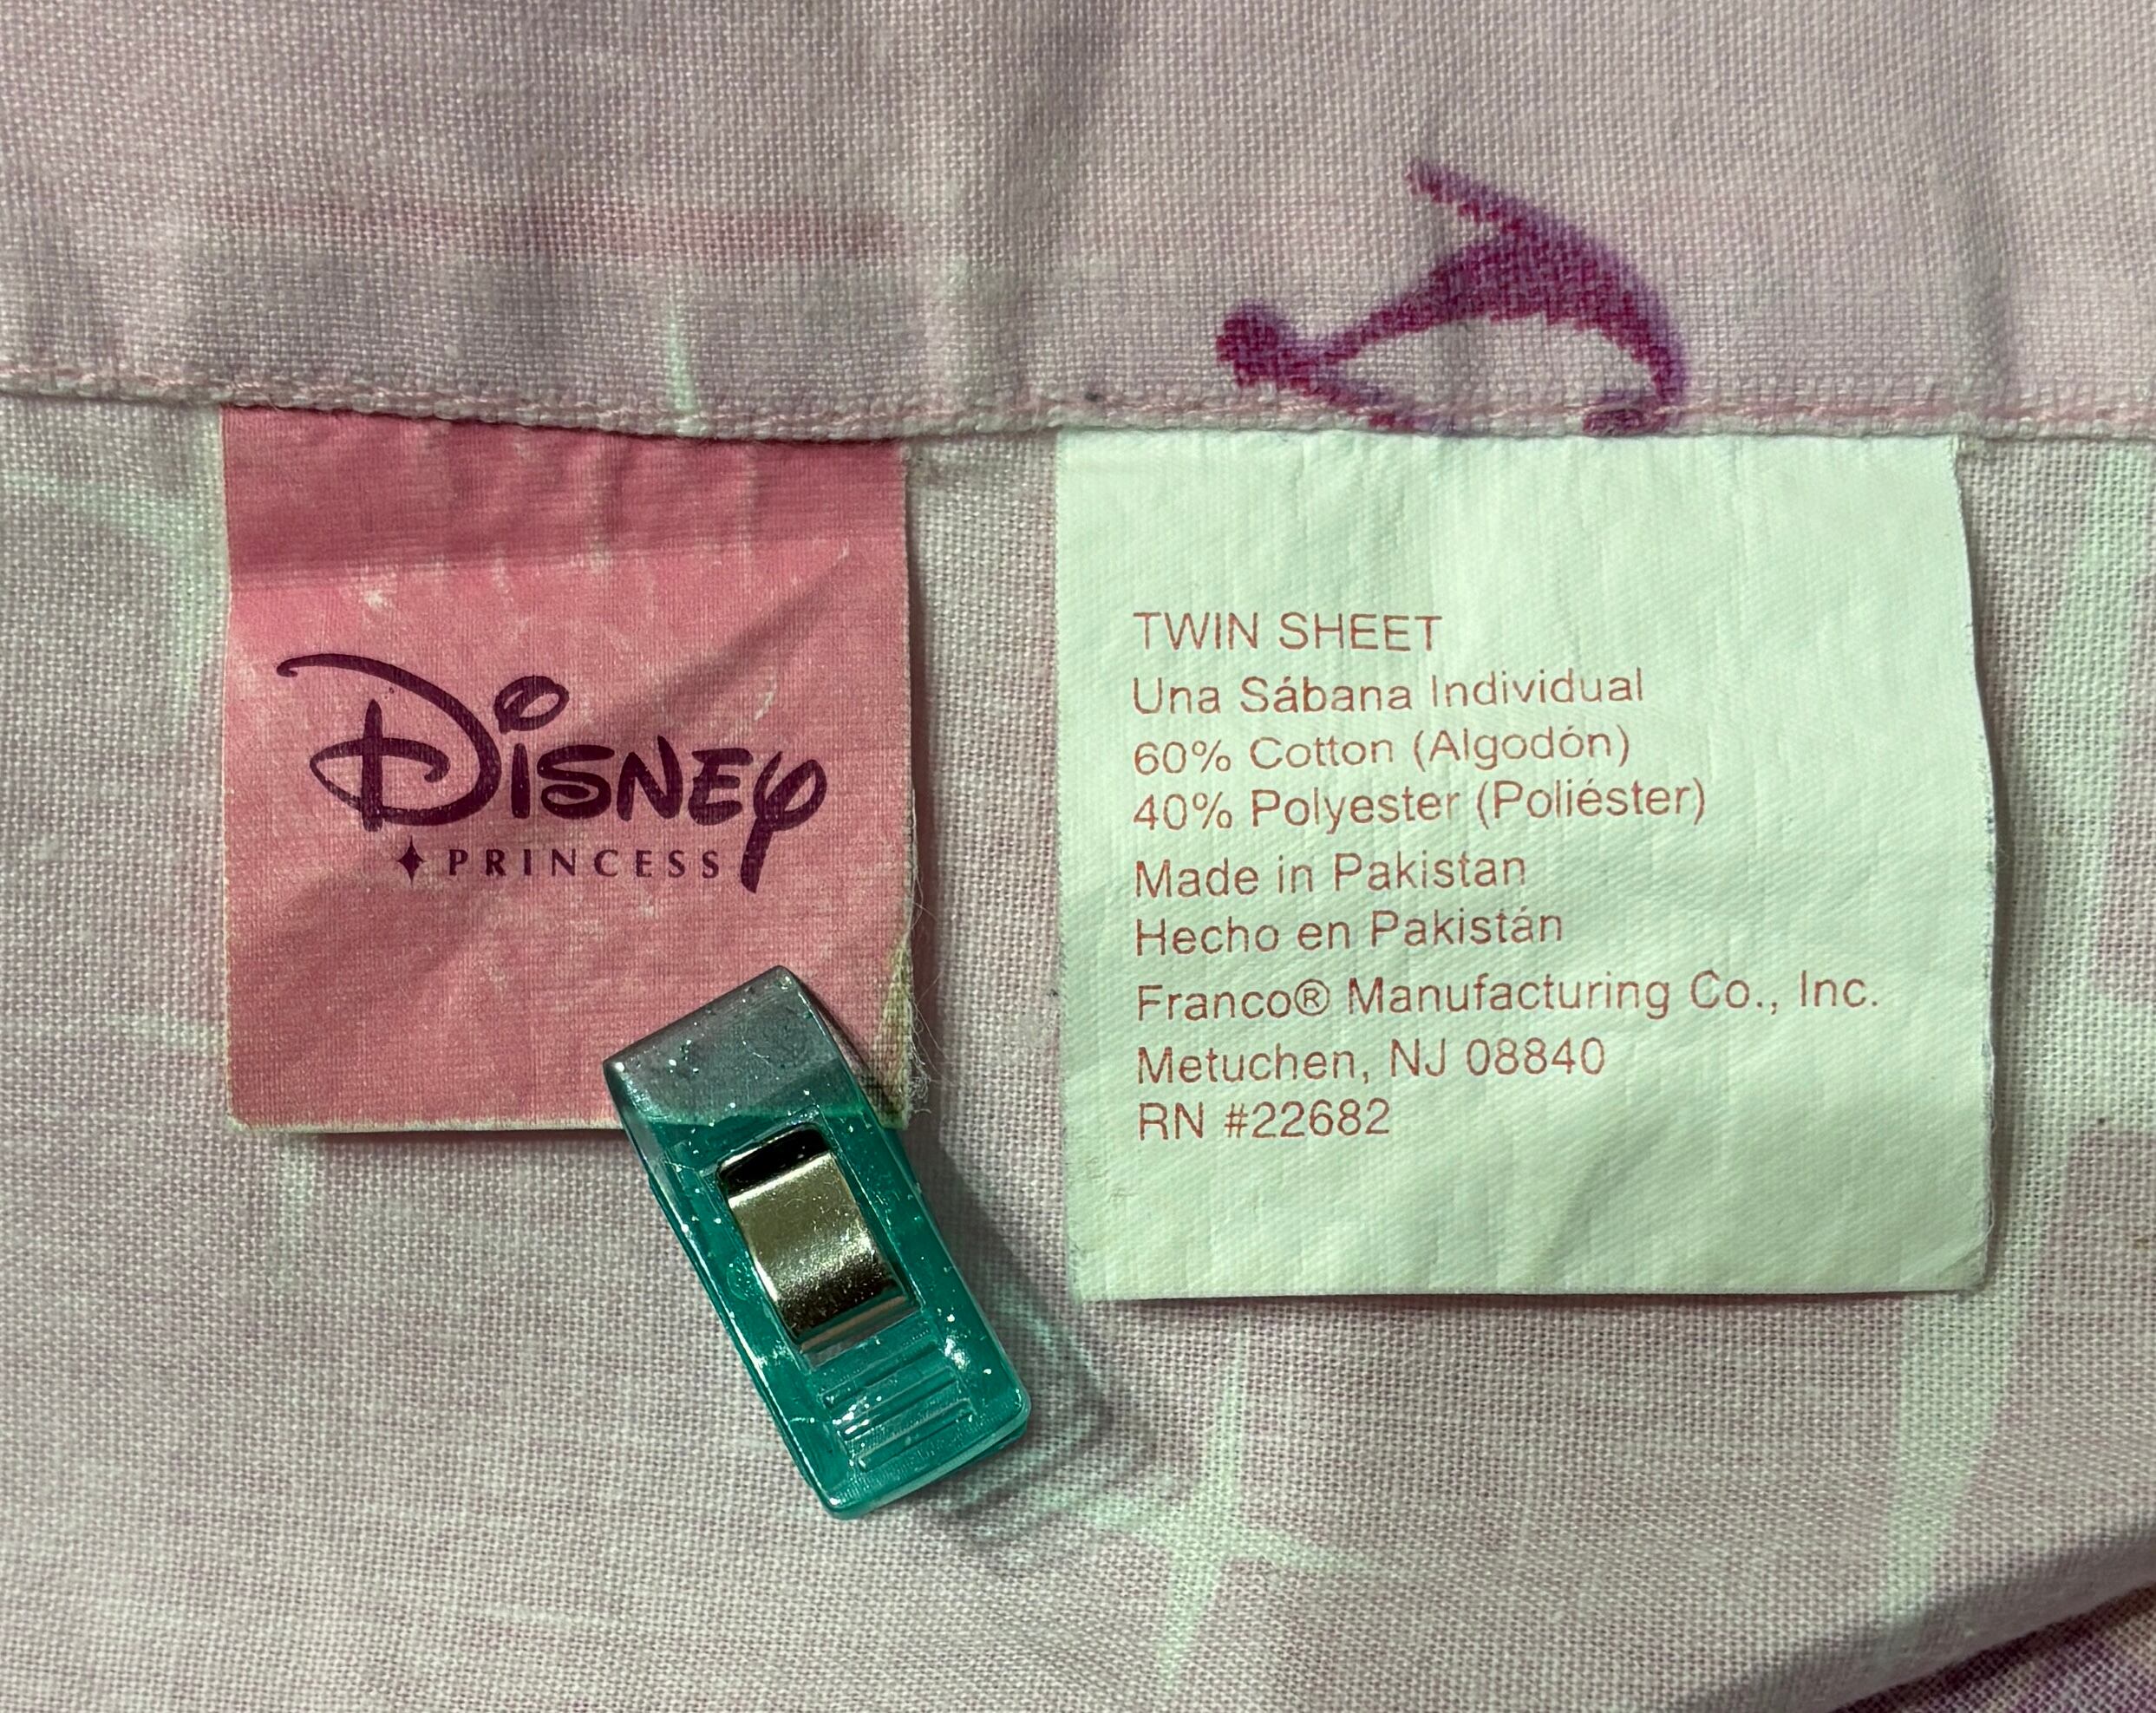 Disney
PRINCESS
TWIN SHEET
Una Sábana Individual
60% Cotton (Algodón)
40% Polyester (Poliéster)
Made in Pakistan
Hecho en Pakistán
Franco® Manufacturing Co., Inc.
Metuchen, NJ 08840
RN #22682